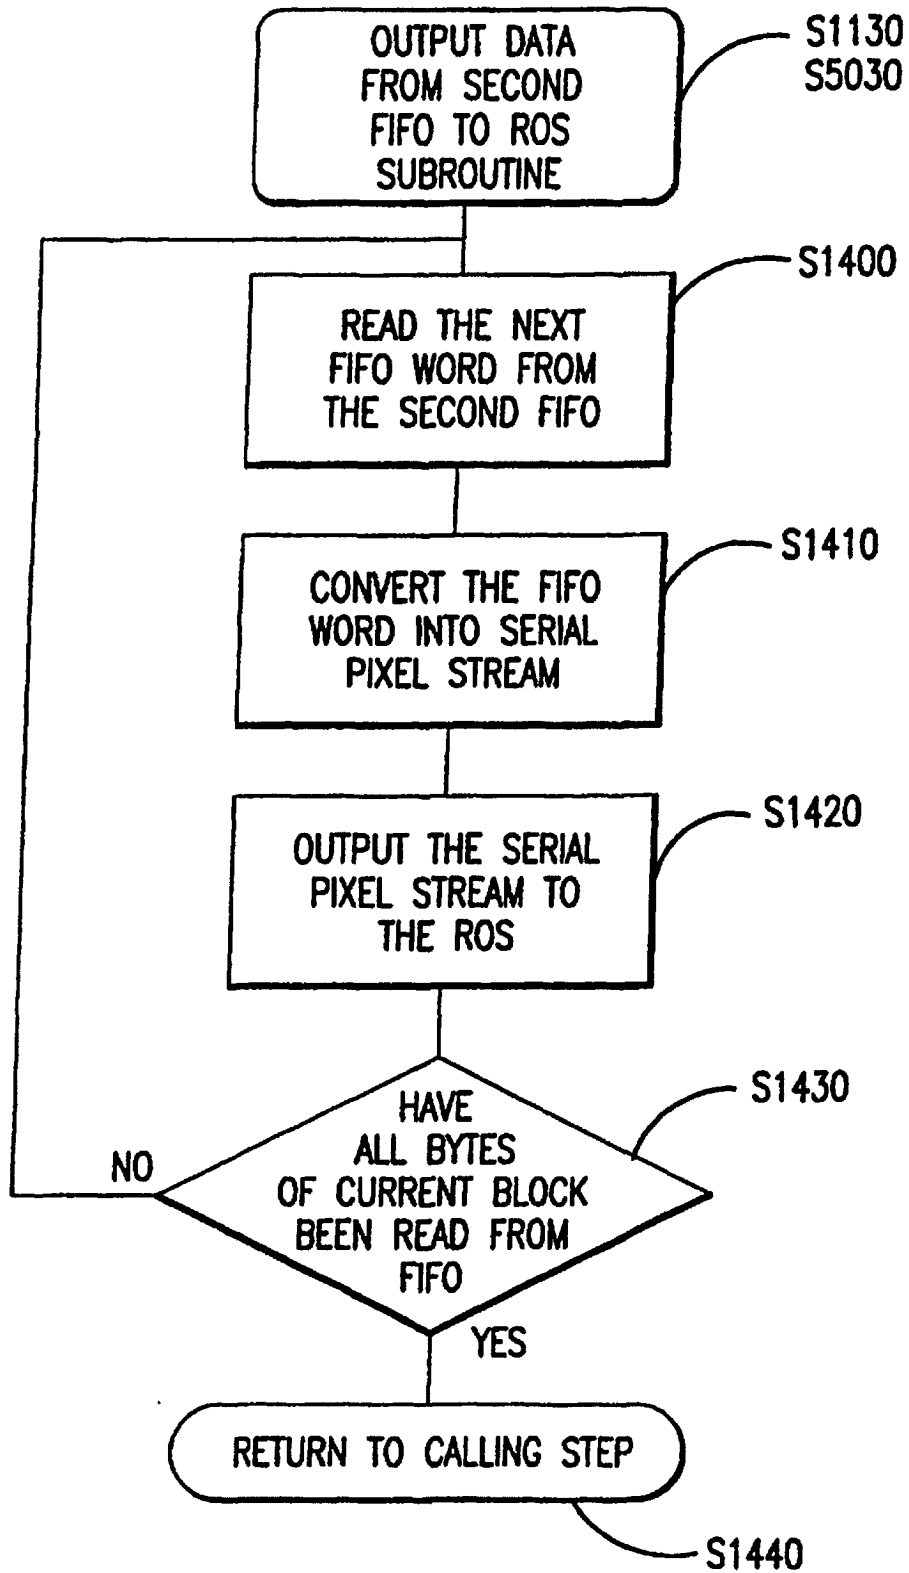 OUTPUT DATA
FROM SECOND
FIFO TO ROS
SUBROUTINE
S1130
S5030
S1400
READ THE NEXT
FIFO WORD FROM
THE SECOND FIFO
S1410
CONVERT THE FIFO
WORD INTO SERIAL
PIXEL STREAM
S1420
OUTPUT THE SERIAL
PIXEL STREAM TO
THE ROS
S1430
HAVE
ALL BYTES
OF CURRENT BLOCK
BEEN READ FROM
FIFO
NO
YES
RETURN TO CALLING STEP
S1440